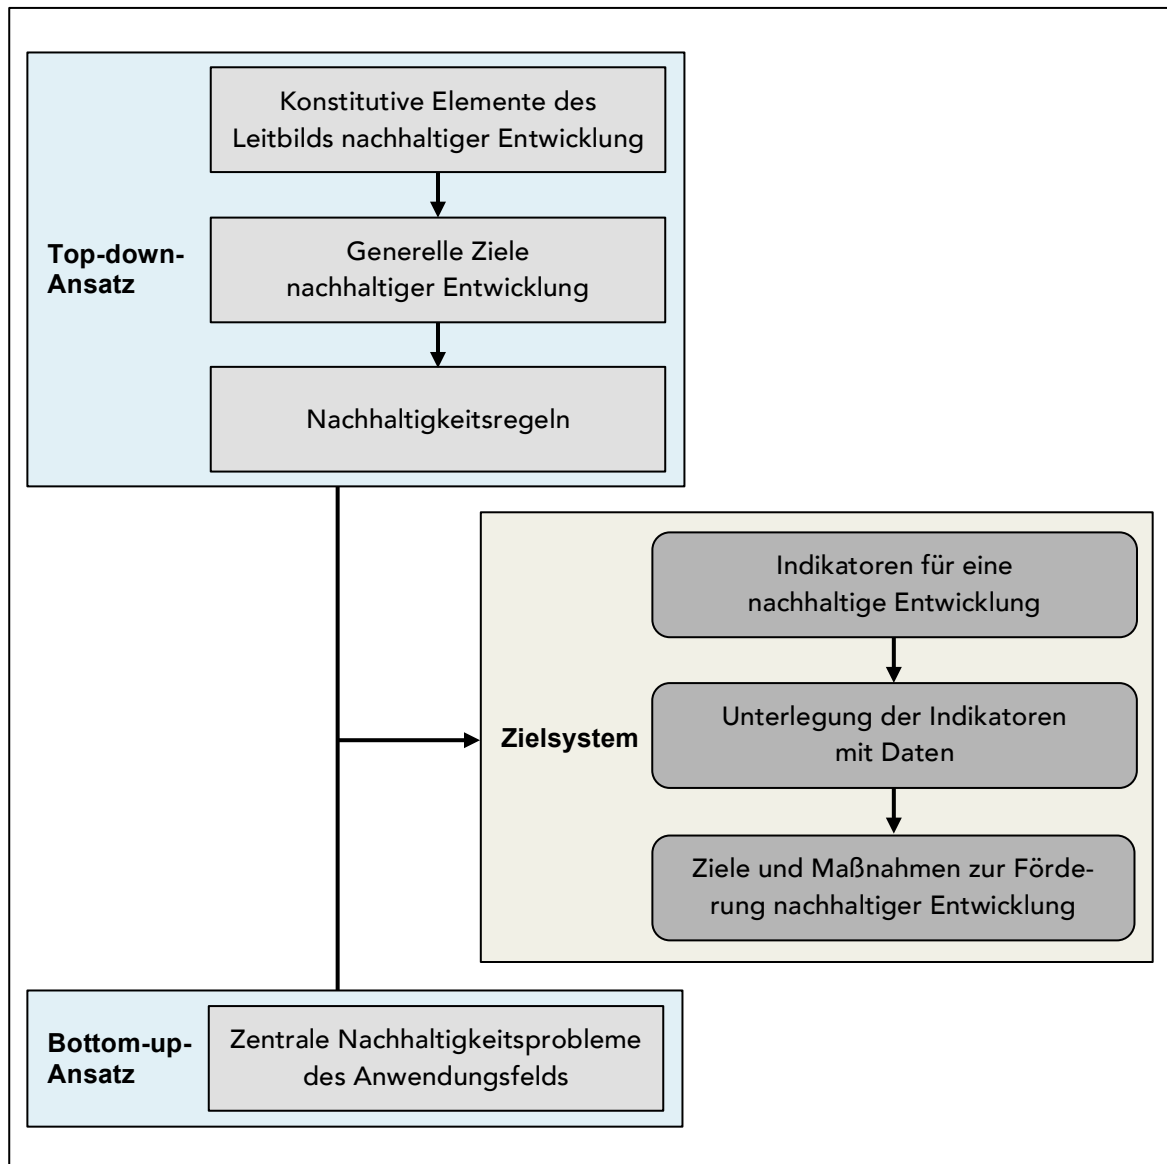 Konstitutive Elemente des
Leitbilds nachhaltiger Entwicklung
Top-down-
Ansatz
Generelle Ziele
nachhaltiger Entwicklung
Nachhaltigkeitsregeln
Indikatoren für eine
nachhaltige Entwicklung
Zielsystem
Unterlegung der Indikatoren
mit Daten
Ziele und Maßnahmen zur Förde-
rung nachhaltiger Entwicklung
Bottom-up-
Ansatz
Zentrale Nachhaltigkeitsprobleme
des Anwendungsfelds